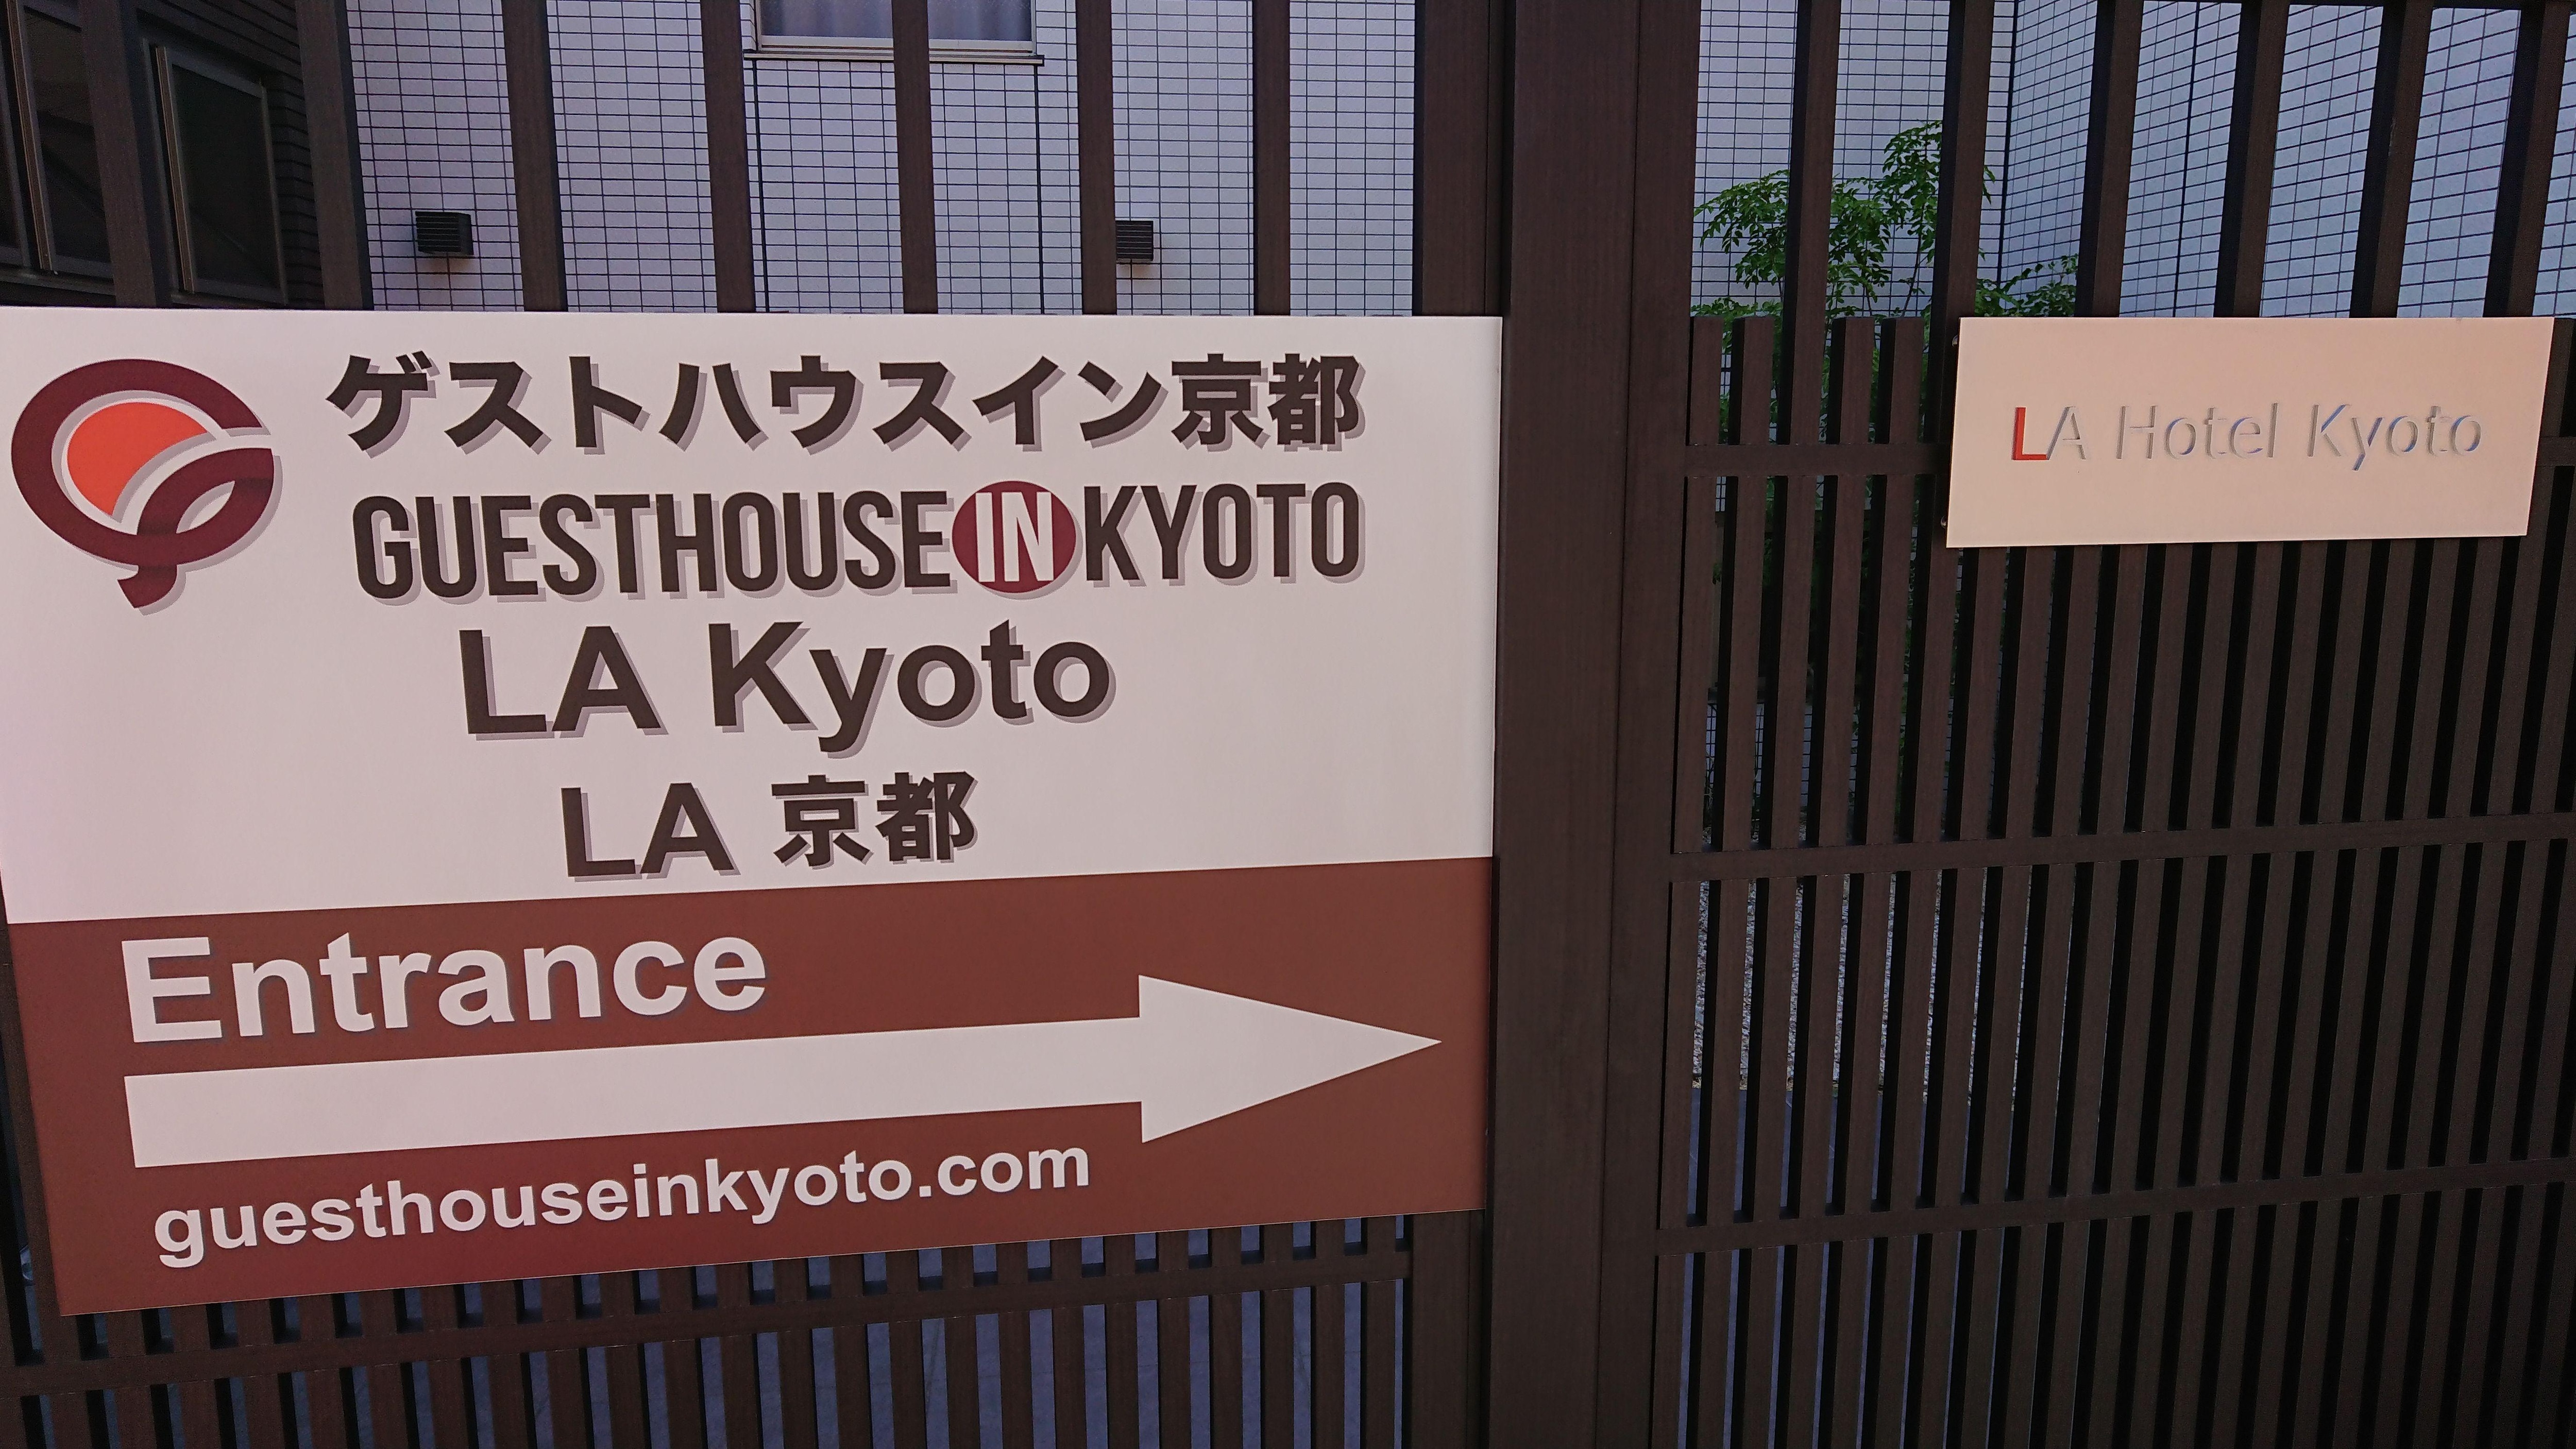 ゲストハウスイン京都
GUESTHOUSE IN KYOTO
LA Kyoto
LA 京都
Entrance
guesthouseinkyoto.com
LA Hotel Kyoto